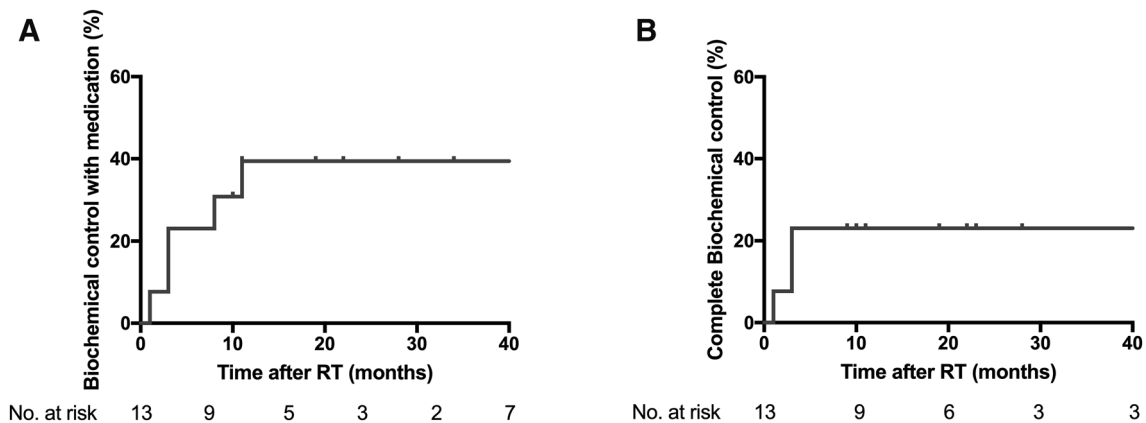 A
Biochemical control with medication (%)
60
40
20
0
0 10 20 30 40
Time after RT (months)
No. at risk 13 9 5 3 2 7
B
Complete Biochemical control (%)
60
40
20
0
0 10 20 30 40
Time after RT (months)
No. at risk 13 9 6 3 3